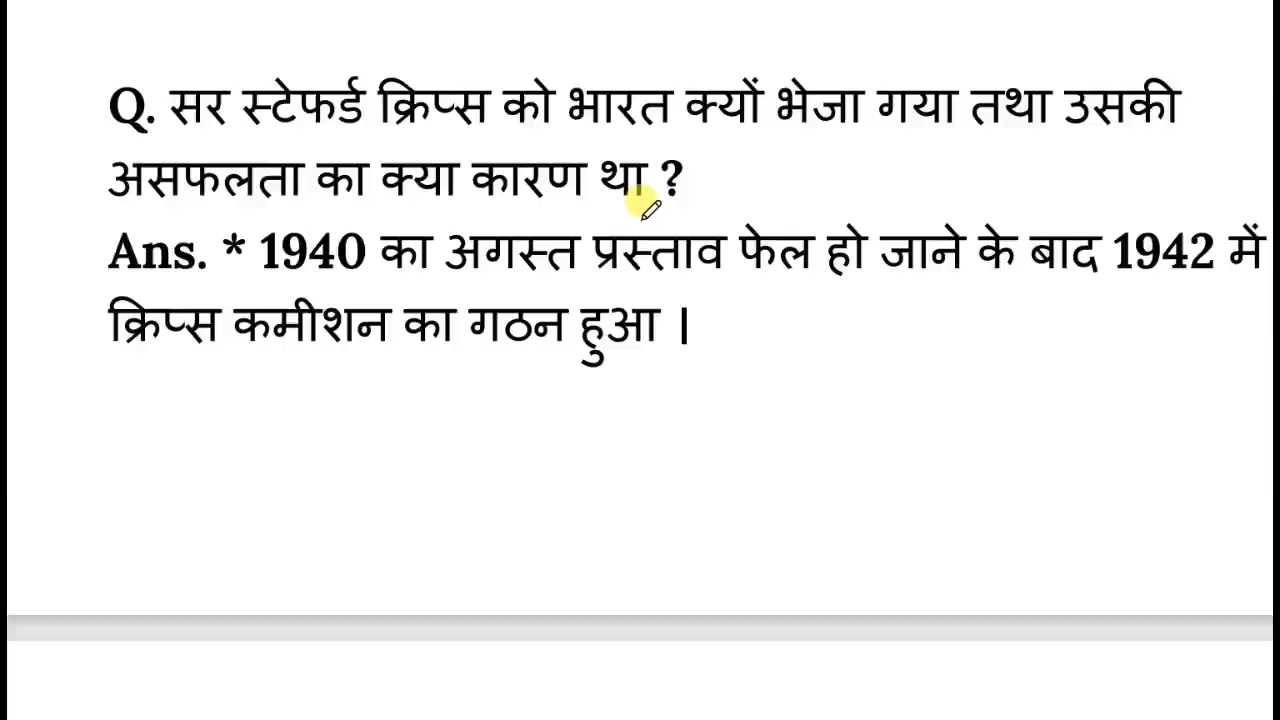 Q. सर स्टेफर्ड क्रिप्स को भारत क्यों भेजा गया तथा उसकी
असफलता का क्या कारण था ?
Ans. * 1940 का अगस्त प्रस्ताव फेल हो जाने के बाद 1942 में
क्रिप्स कमीशन का गठन हुआ ।